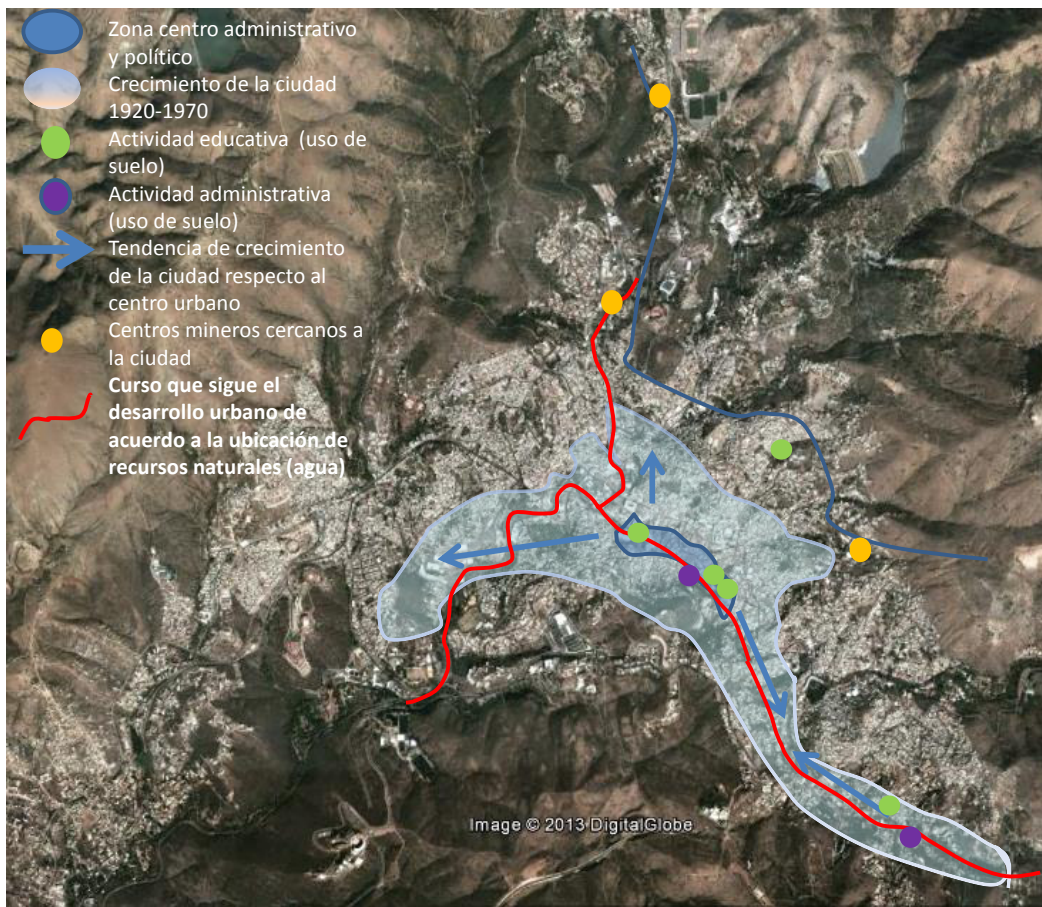 Zona centro administrativo
y político
Crecimiento de la ciudad
1920-1970
Actividad educativa (uso de
suelo)
Actividad administrativa
(uso de suelo)
Tendencia de crecimiento
de la ciudad respecto al
centro urbano
Centros mineros cercanos a
la ciudad
Curso que sigue el
desarrollo urbano de
acuerdo a la ubicación de
recursos naturales (agua)
Image © 2013 DigitalGlobe